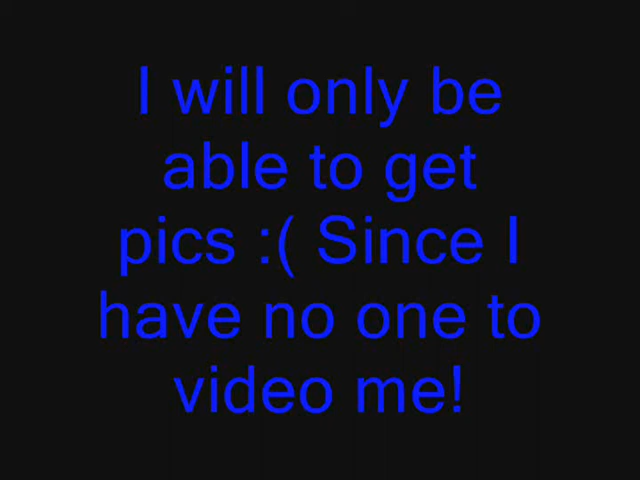 I will only be
able to get
pics :( Since I
have no one to
video me!